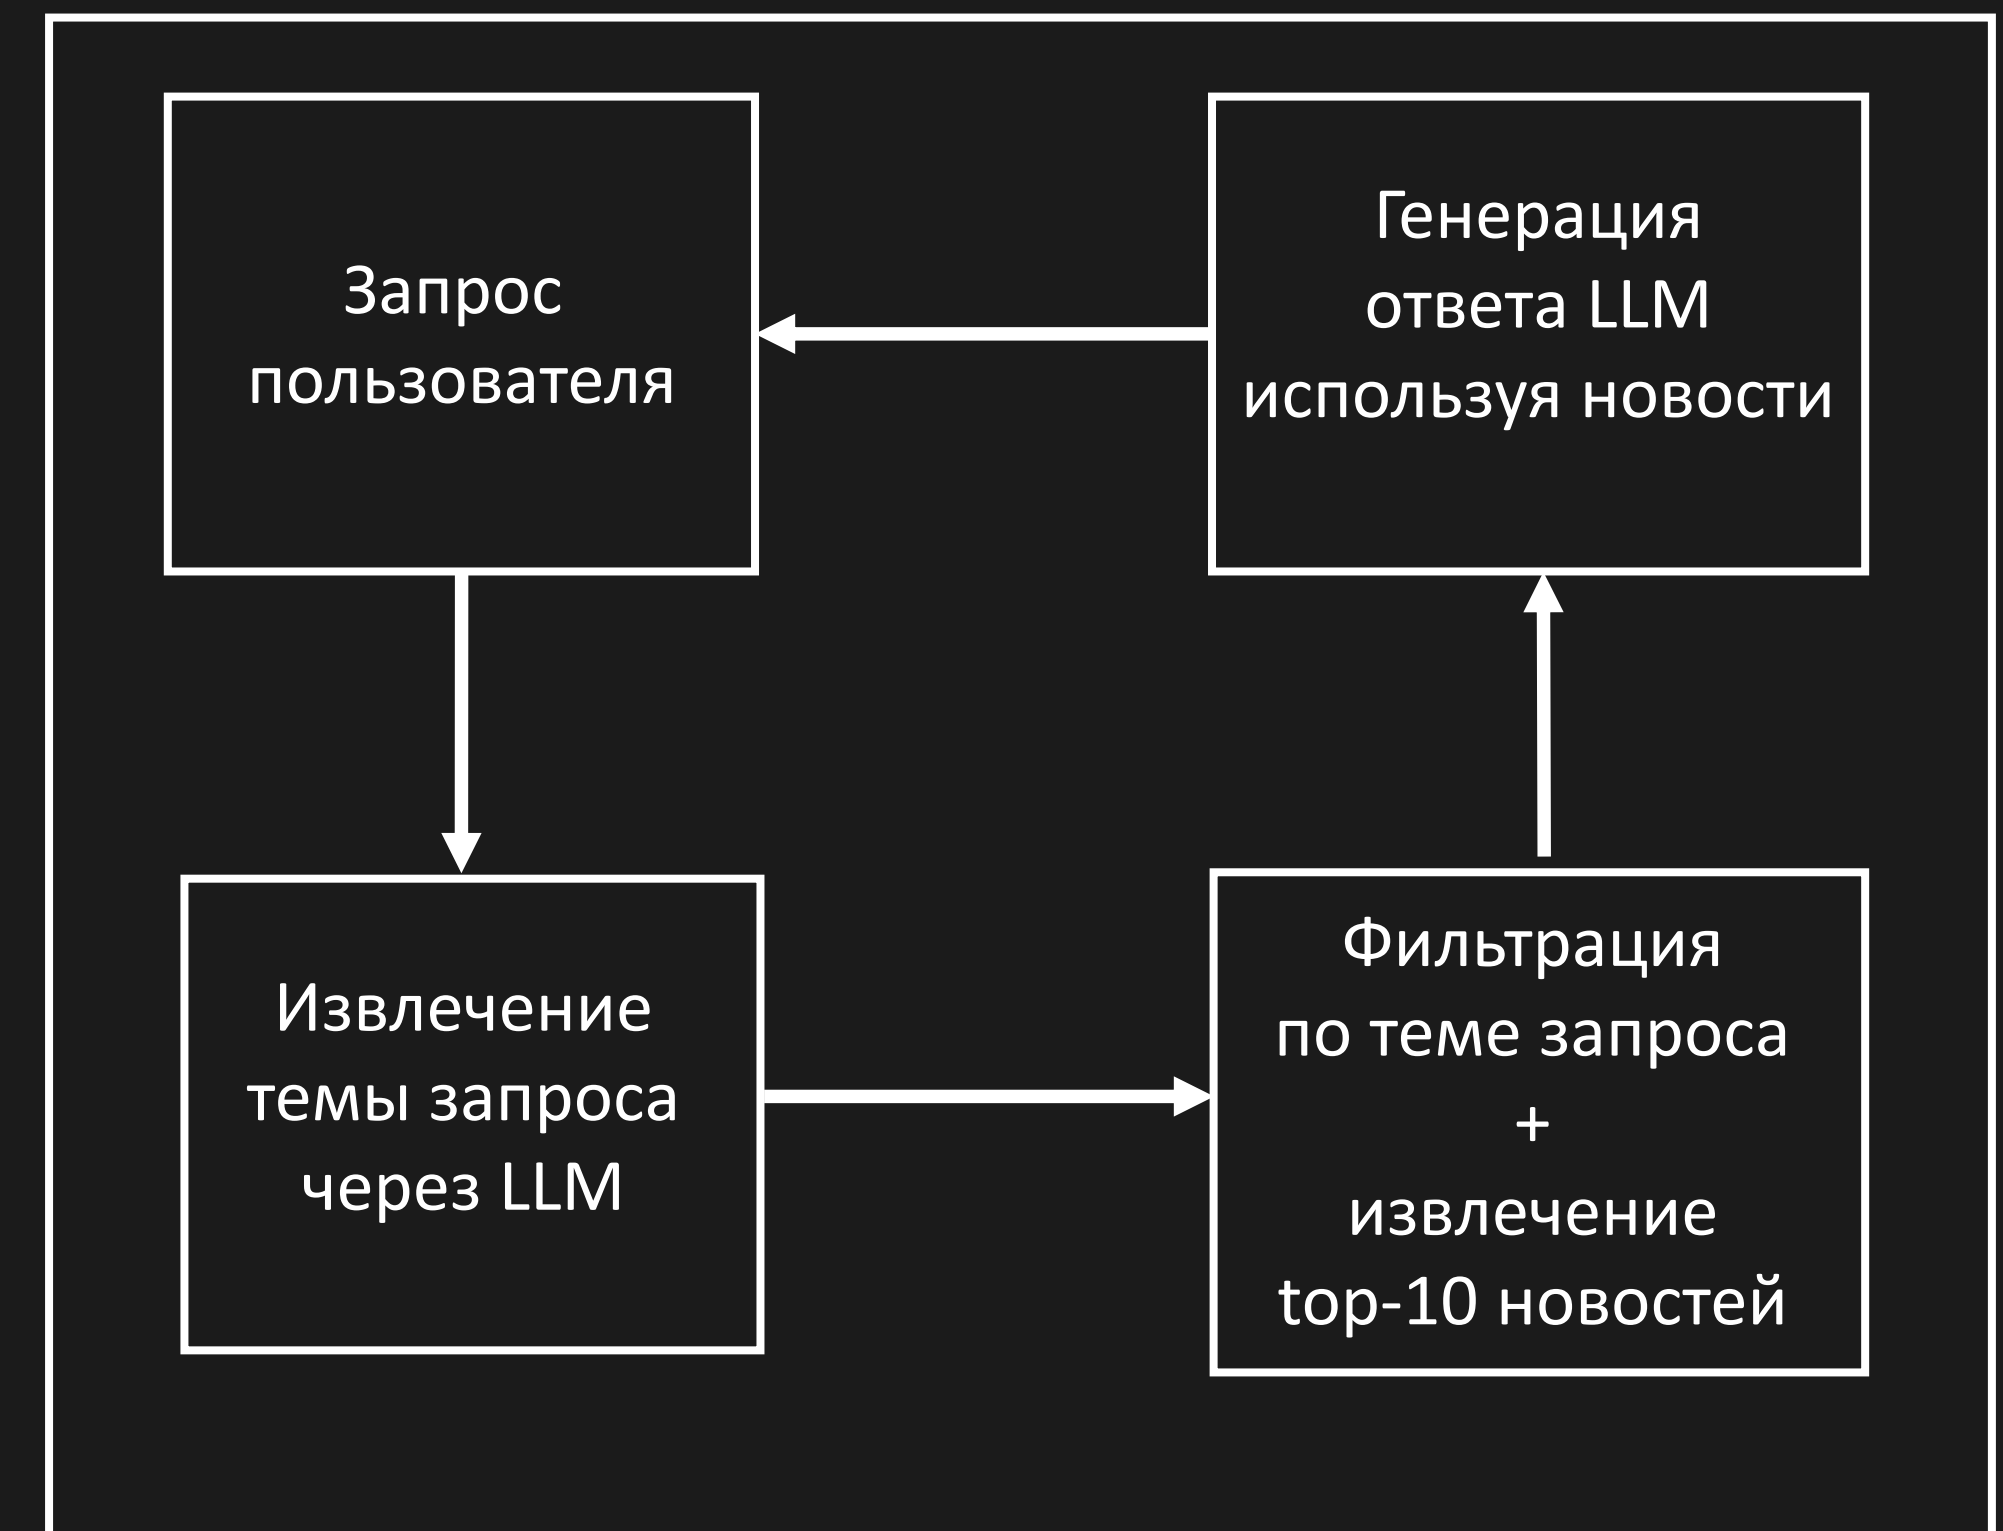 Запрос
пользователя
Генерация
ответа LLM
используя новости
Извлечение
темы запроса
через LLM
Фильтрация
по теме запроса
+
извлечение
top-10 новостей